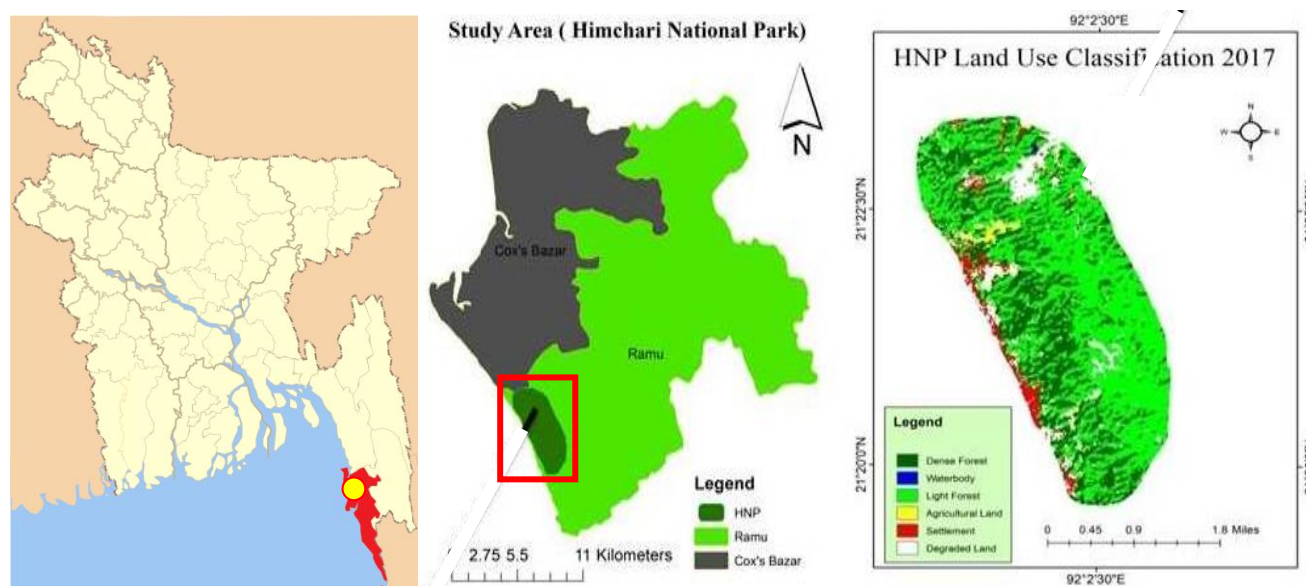 Study Area ( Himchari National Park)
N
Cox's Bazar
Ramu
Legend
HNP
Ramu
Cox's Bazar
2.75 5.5 11 Kilometers
92°2'30"E
HNP Land Use Classification 2017
N
W E
S
21°22'30"N
21°20'0"N
Legend
Dense Forest
Waterbody
Light Forest
Agricultural Land
Settlement
Degraded Land
0 0.45 0.9 1.8 Miles
92°2'30"E